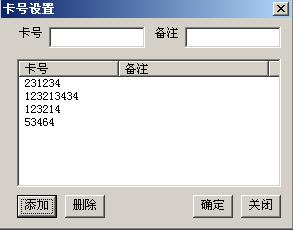 卡号设置
卡号 备注
卡号 备注
231234
123213434
123214
53464
添加 删除 确定 关闭